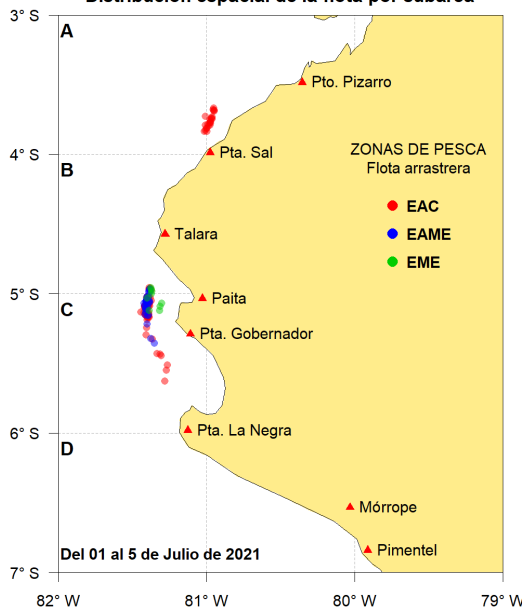 Distribución espacial de la flota por subárea
3° S
A
Pto. Pizarro
4° S
Pta. Sal
ZONAS DE PESCA
B
Flota arrastrera
EAC
Talara
EAME
EME
5° S
Paita
C
Pta. Gobernador
6° S
Pta. La Negra
D
Mórrope
Del 01 al 5 de Julio de 2021
Pimentel
7° S
82° W 81° W 80° W 79° W